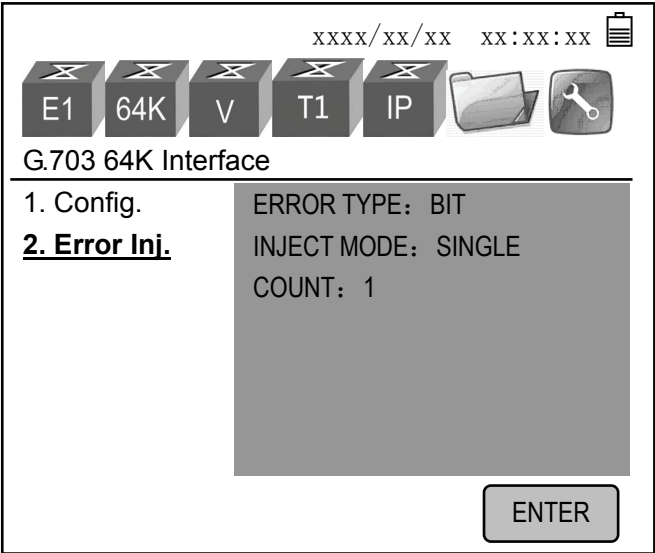 xxxx/xx/xx xx:xx:xx
E1 64K V T1 IP
G.703 64K Interface
1. Config.
2. Error Inj.
ERROR TYPE：BIT
INJECT MODE：SINGLE
COUNT：1
ENTER